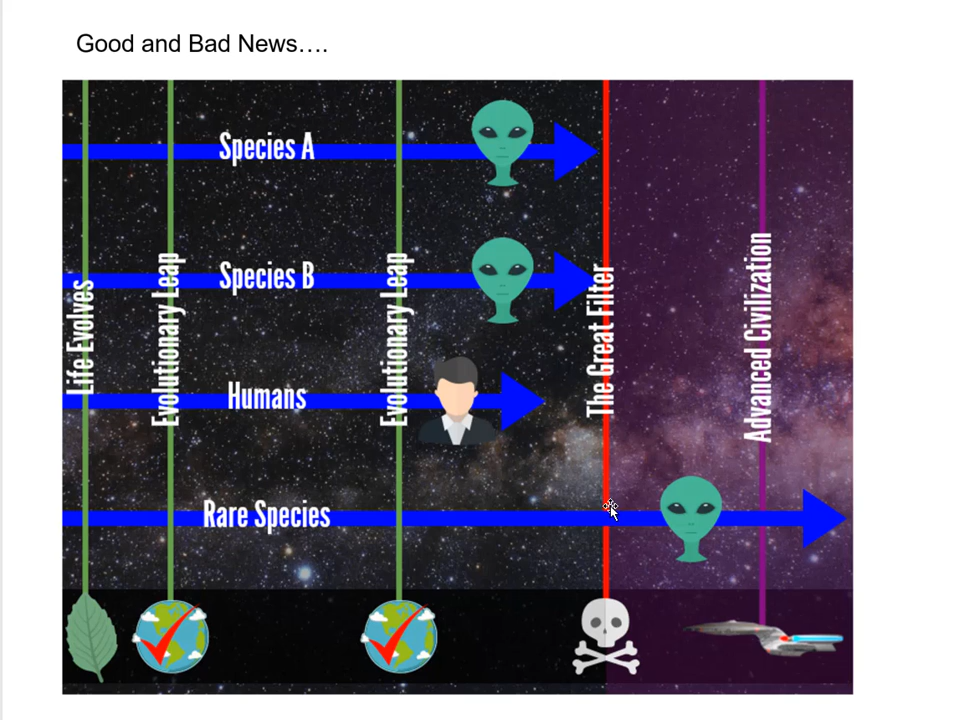 Good and Bad News....
Species A
Species B
Humans
Rare Species
Life Evolves
Evolutionary Leap
Evolutionary Leap
The Great Filter
Advanced Civilization